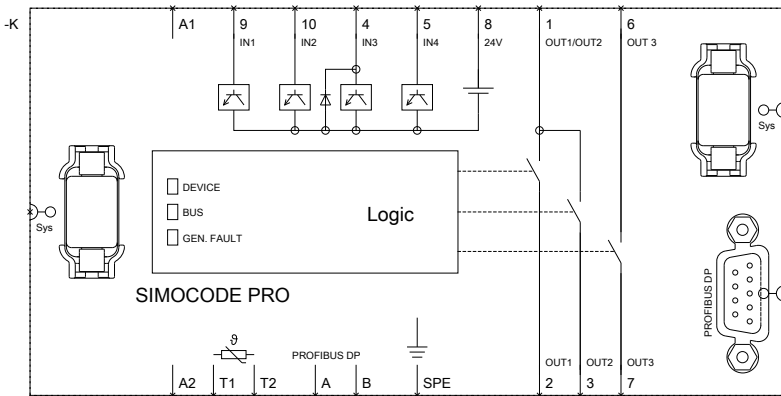 -K A1 9 10 4 5 8 1 6
IN1 IN2 IN3 IN4 24V OUT1/OUT2 OUT 3
Sys
DEVICE
BUS
Logic
GEN. FAULT
Sys
SIMOCODE PRO
PROFIBUS DP
ϑ
PROFIBUS DP
OUT1 OUT2 OUT3
A2 T1 T2 A B SPE 2 3 7